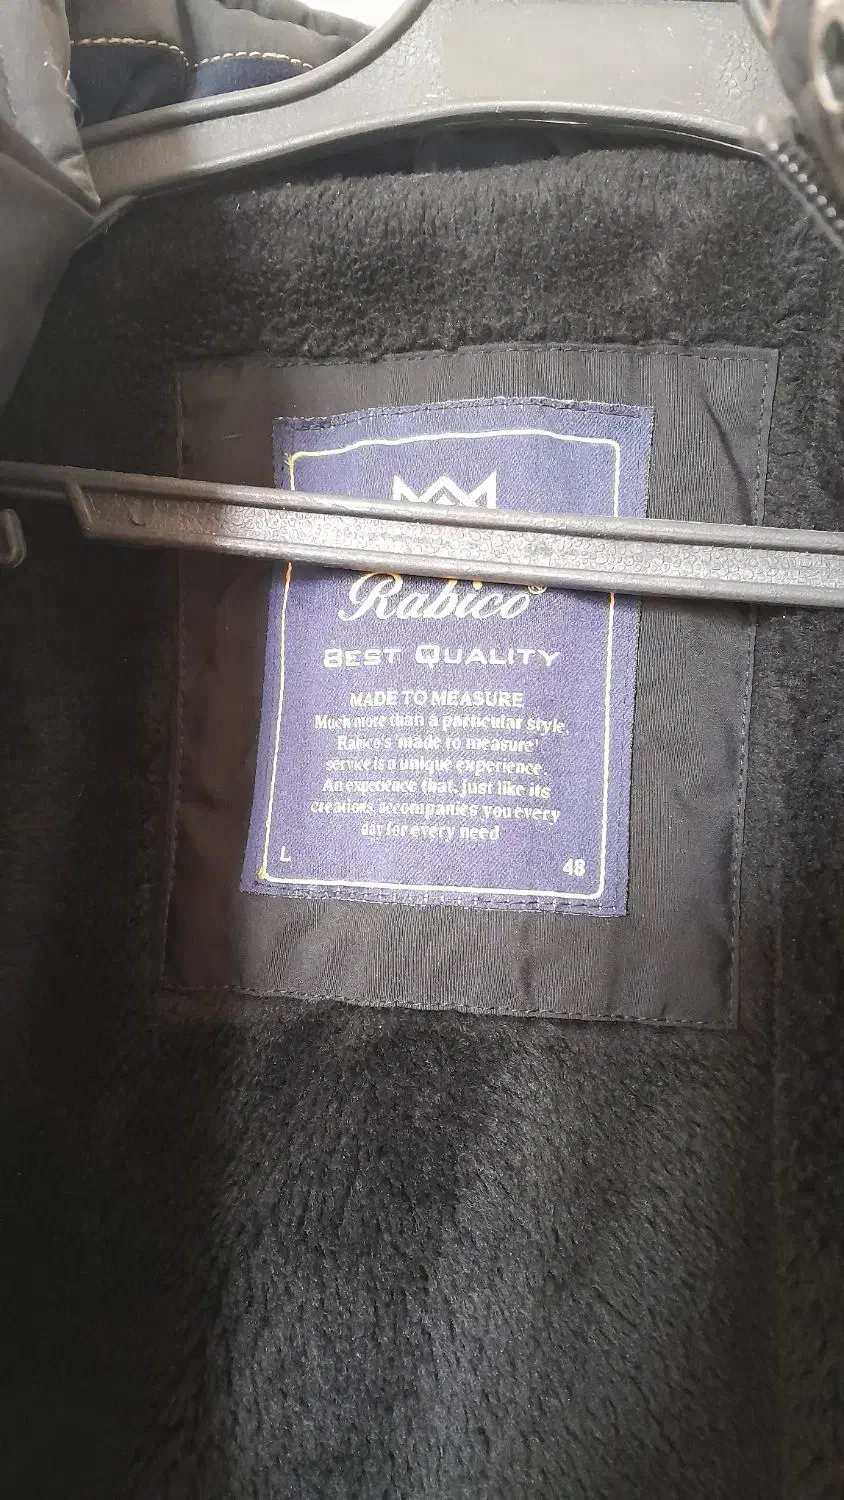 Rabico®
BEST QUALITY
MADE TO MEASURE
Much more than a particular style,
Rabico's made to measure'
service is a unique experience.
An experience that, just like its
creations accompanies you every
day for every need
L 48